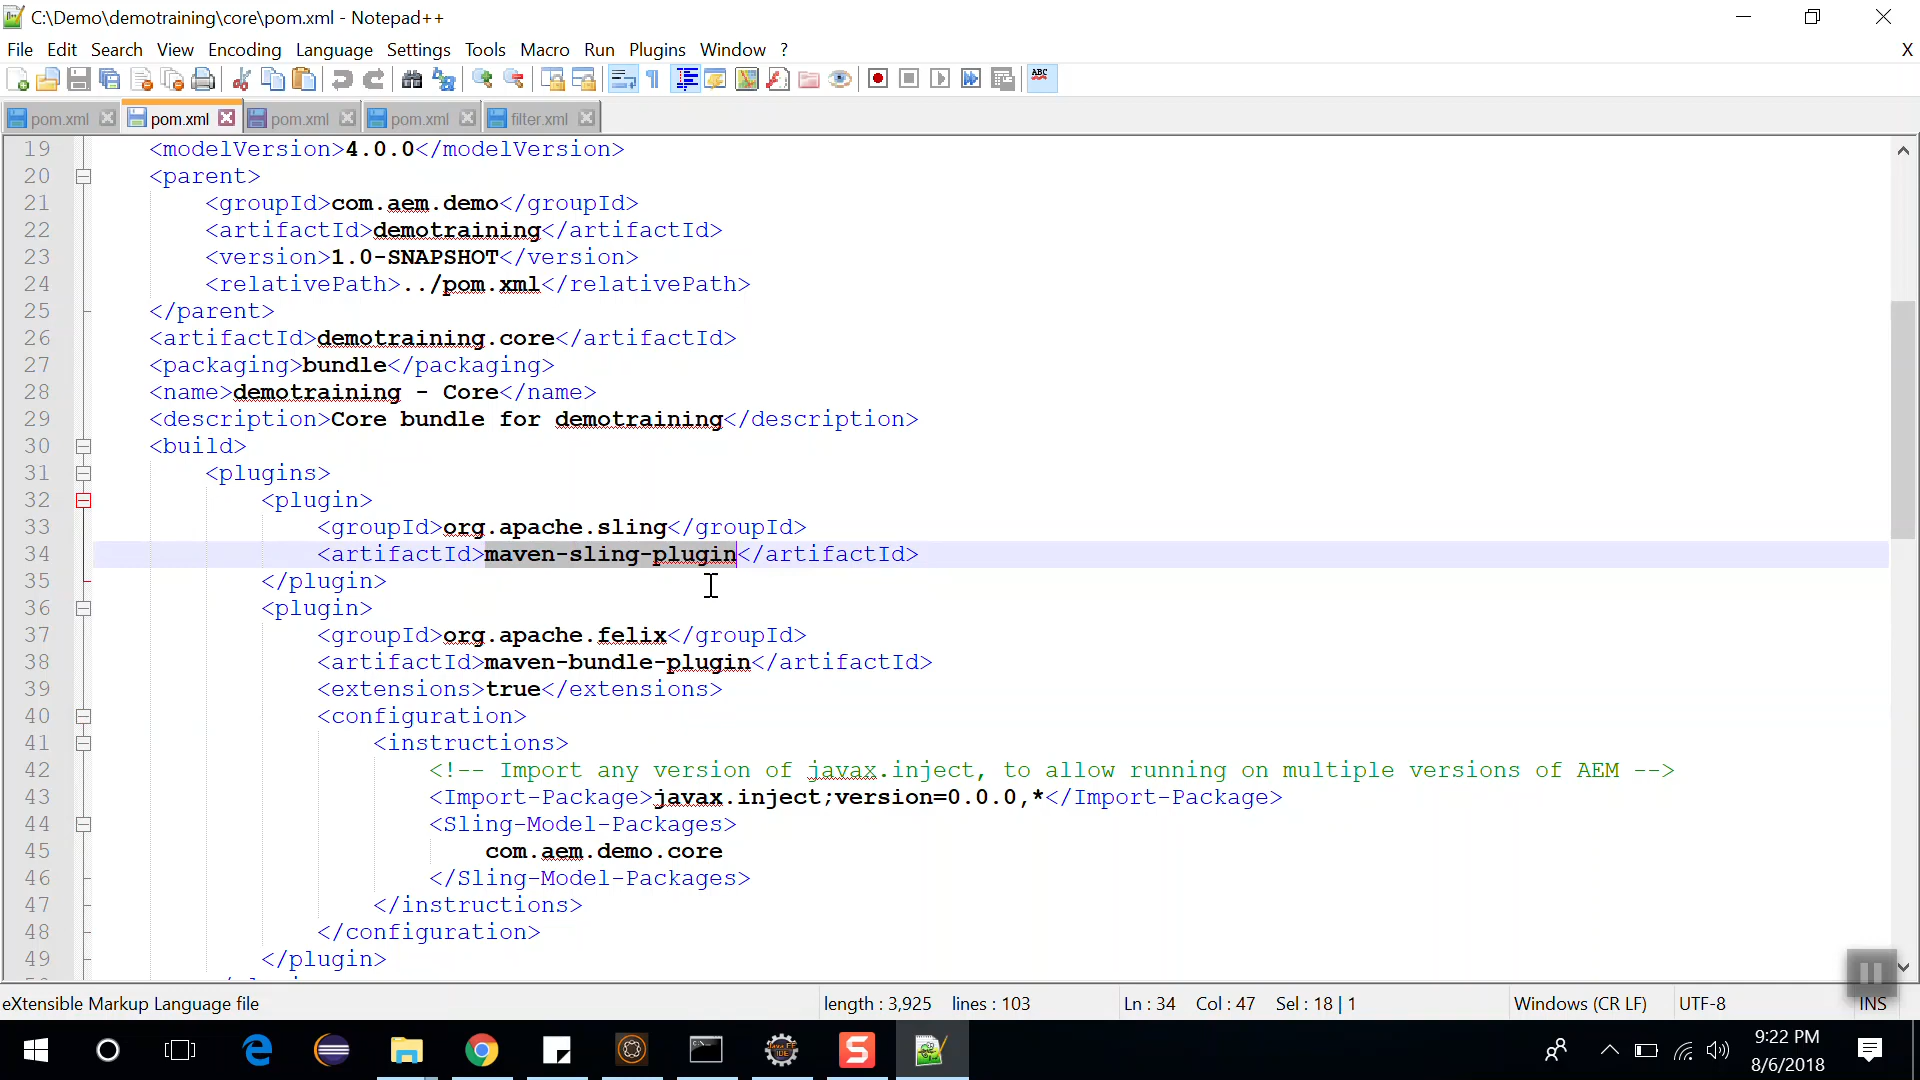 C:\Demo\demotraining\core\pom.xml - Notepad++
File Edit Search View Encoding Language Settings Tools Macro Run Plugins Window ?
X
ABC
pom.xml pom.xml pom.xml pom.xml filter.xml
19 <modelVersion>4.0.0</modelVersion>
20 <parent>
21 <groupId>com.aem.demo</groupId>
22 <artifactId>demotraining</artifactId>
23 <version>1.0-SNAPSHOT</version>
24 <relativePath>../pom.xml</relativePath>
25 </parent>
26 <artifactId>demotraining.core</artifactId>
27 <packaging>bundle</packaging>
28 <name>demotraining - Core</name>
29 <description>Core bundle for demotraining</description>
30 <build>
31 <plugins>
32 <plugin>
33 <groupId>org.apache.sling</groupId>
34 <artifactId>maven-sling-plugin</artifactId>
35 </plugin>
36 <plugin>
37 <groupId>org.apache.felix</groupId>
38 <artifactId>maven-bundle-plugin</artifactId>
39 <extensions>true</extensions>
40 <configuration>
41 <instructions>
42 <!-- Import any version of javax.inject, to allow running on multiple versions of AEM -->
43 <Import-Package>javax.inject;version=0.0.0,*</Import-Package>
44 <Sling-Model-Packages>
45 com.aem.demo.core
46 </Sling-Model-Packages>
47 </instructions>
48 </configuration>
49 </plugin>
eXtensible Markup Language file length : 3,925 lines : 103 Ln : 34 Col : 47 Sel : 18 | 1 Windows (CR LF) UTF-8 INS
9:22 PM
8/6/2018